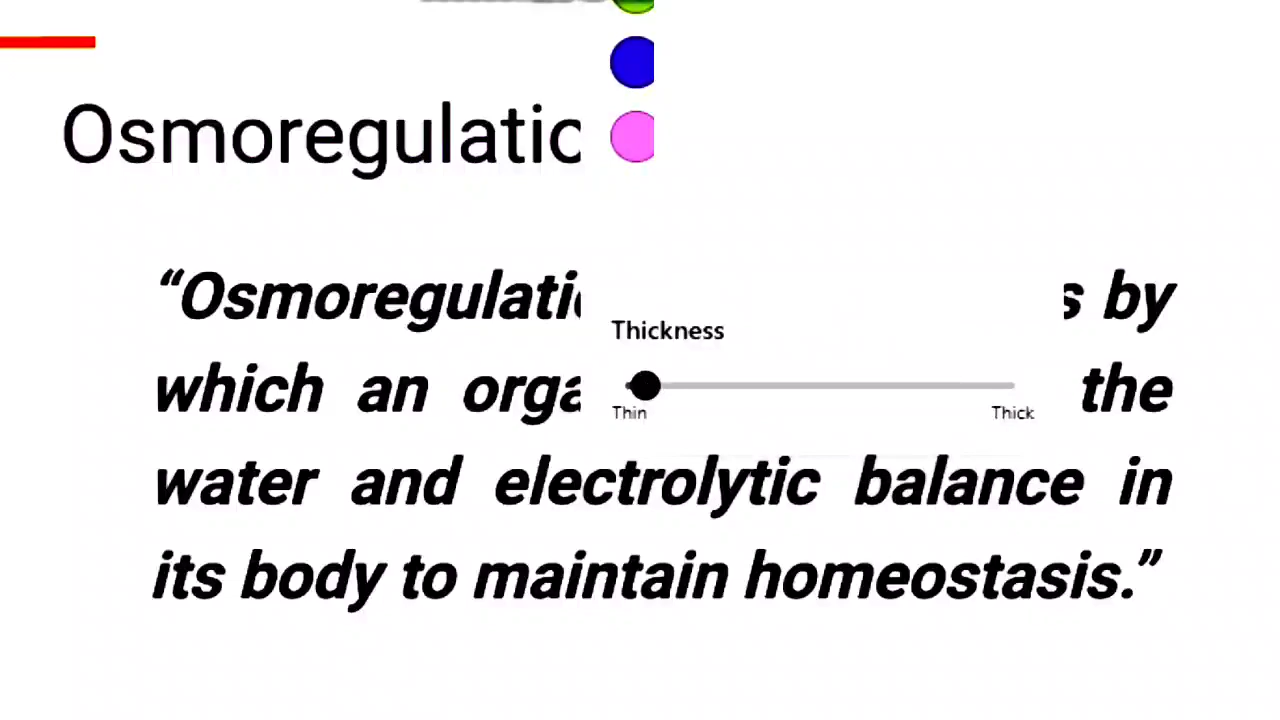 Osmoregulatio
“Osmoregulati s by
Thickness
which an orga the
Thin Thick
water and electrolytic balance in
its body to maintain homeostasis.”